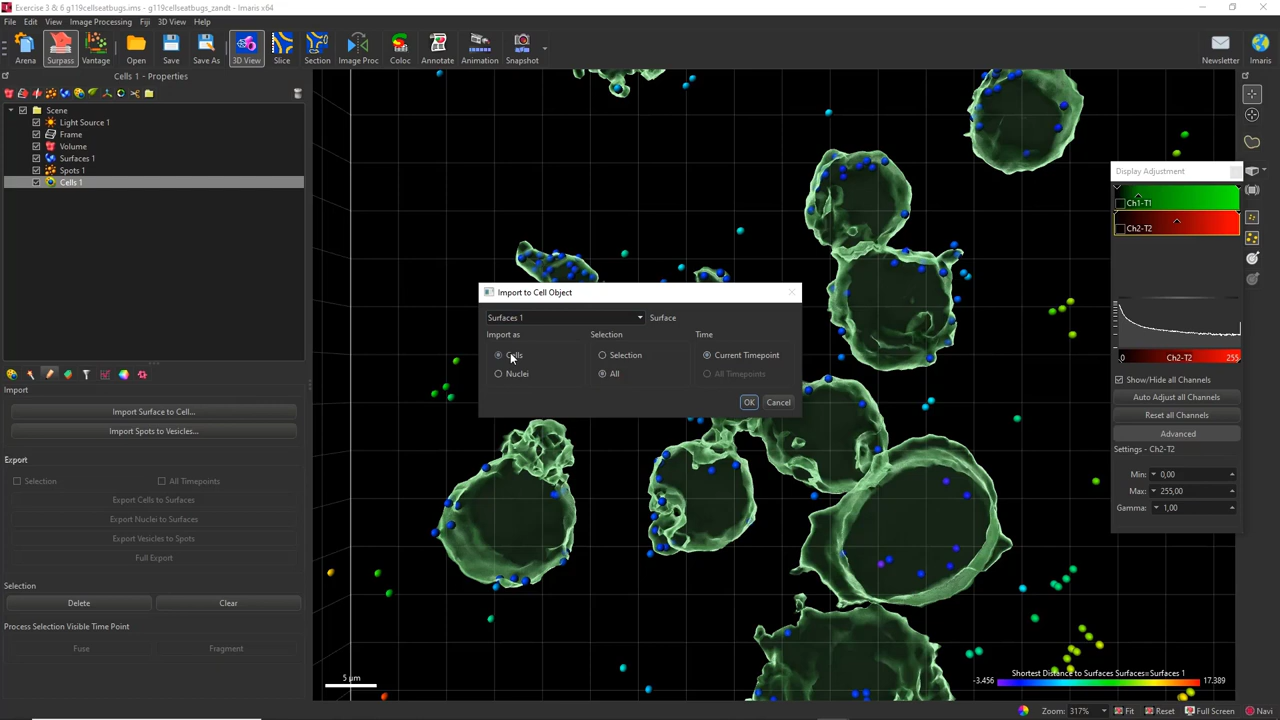 Exercise 3 & 6 g119cellseatbugs.ims - g119cellseatbugs_zandt - Imaris x64
File Edit View Image Processing Fiji 3D View Help
Arena Surpass Vantage Open Save Save As 3D View Slice Section Image Proc Coloc Annotate Animation Snapshot Newsletter Imaris
Cells 1 - Properties
Scene
Light Source 1
Frame
Volume
Surfaces 1
Spots 1
Cells 1
Import
Import Surface to Cell...
Import Spots to Vesicles...
Export
Selection All Timepoints
Export Cells to Surfaces
Export Nuclei to Surfaces
Export Vesicles to Spots
Full Export
Selection
Delete Clear
Process Selection Visible Time Point
Fuse Fragment
Import to Cell Object
Surfaces 1 Surface
Import as Selection Time
Cells Selection Current Timepoint
Nuclei All All Timepoints
OK Cancel
Display Adjustment
Ch1-T1
Ch2-T2
0 Ch2-T2 255
Show/Hide all Channels
Auto Adjust all Channels
Reset all Channels
Advanced
Settings - Ch2-T2
Min: 0,00
Max: 255,00
Gamma: 1,00
5 µm
Shortest Distance to Surfaces Surfaces=Surfaces 1
-3.456 17.389
Zoom: 317% Fit Reset Full Screen Navi